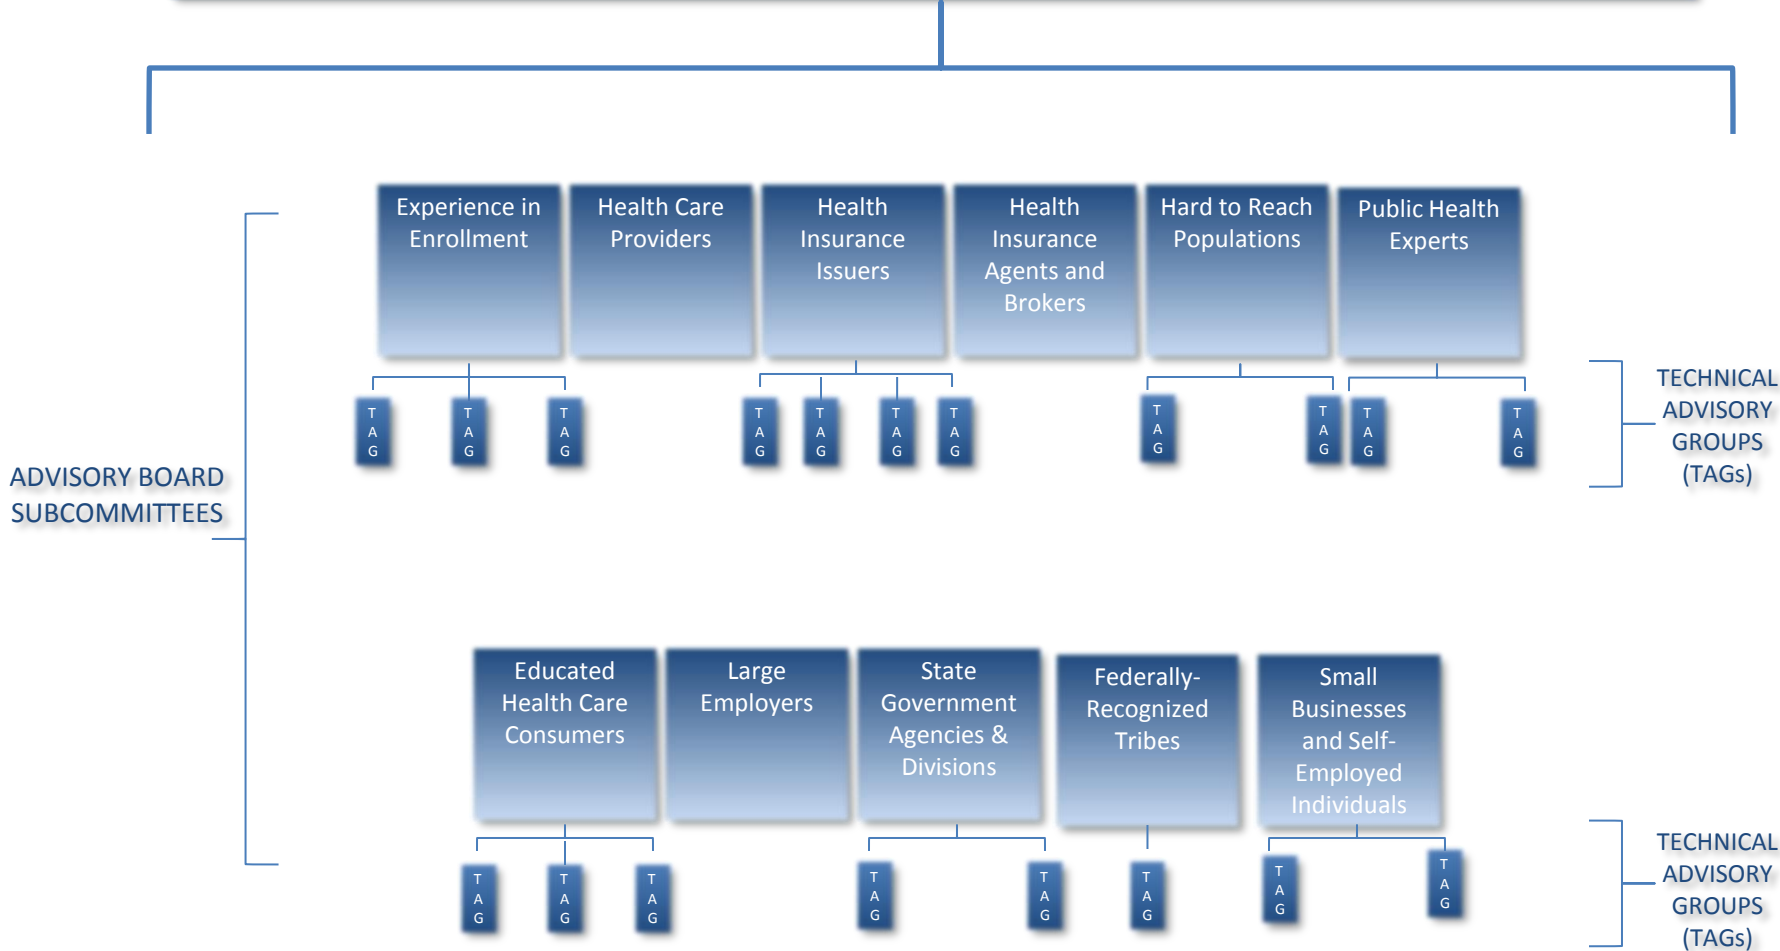 Experience in
Enrollment
Health Care
Providers
Health
Insurance
Issuers
Health
Insurance
Agents and
Brokers
Hard to Reach
Populations
Public Health
Experts
T
A
G
T
A
G
T
A
G
T
A
G
T
A
G
T
A
G
T
A
G
T
A
G
T
A
G
T
A
G
T
A
G
TECHNICAL
ADVISORY
GROUPS
(TAGs)
ADVISORY BOARD
SUBCOMMITTEES
Educated
Health Care
Consumers
Large
Employers
State
Government
Agencies &
Divisions
Federally-
Recognized
Tribes
Small
Businesses
and Self-
Employed
Individuals
T
A
G
T
A
G
T
A
G
T
A
G
T
A
G
T
A
G
T
A
G
T
A
G
TECHNICAL
ADVISORY
GROUPS
(TAGs)